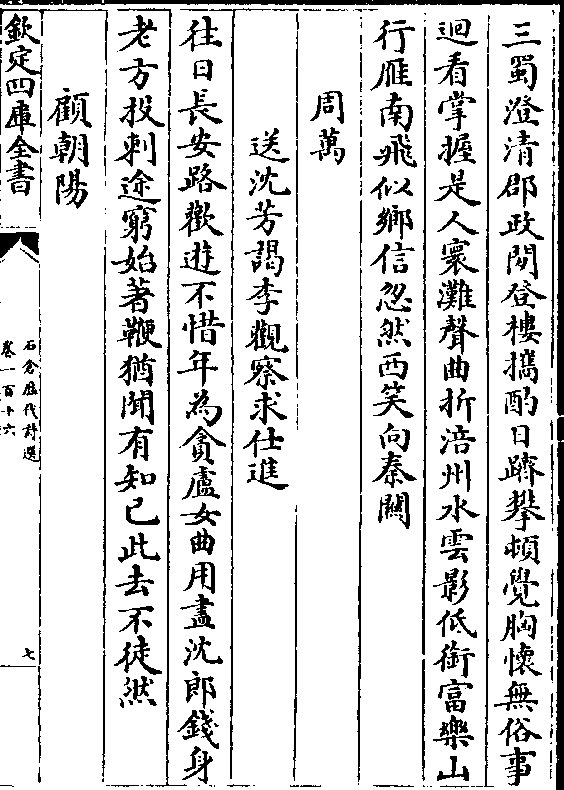 三蜀澄清郡政閒登樓擕酌日躋攀頓覺胸懷無俗事
迴看掌握是人寰灘聲曲折涪州水雲影低銜富樂山
行雁南飛似鄉信忽然西笑向秦關
周萬
送沈芳謁李觀察求仕進
往日長安路歡遊不惜年為貪盧女曲用盡沈郎錢身
老方投刺途窮始著鞭猶聞有知已此去不徒然
顧朝陽
欽定四庫全書
石倉歷代詩選
卷一百十六
七